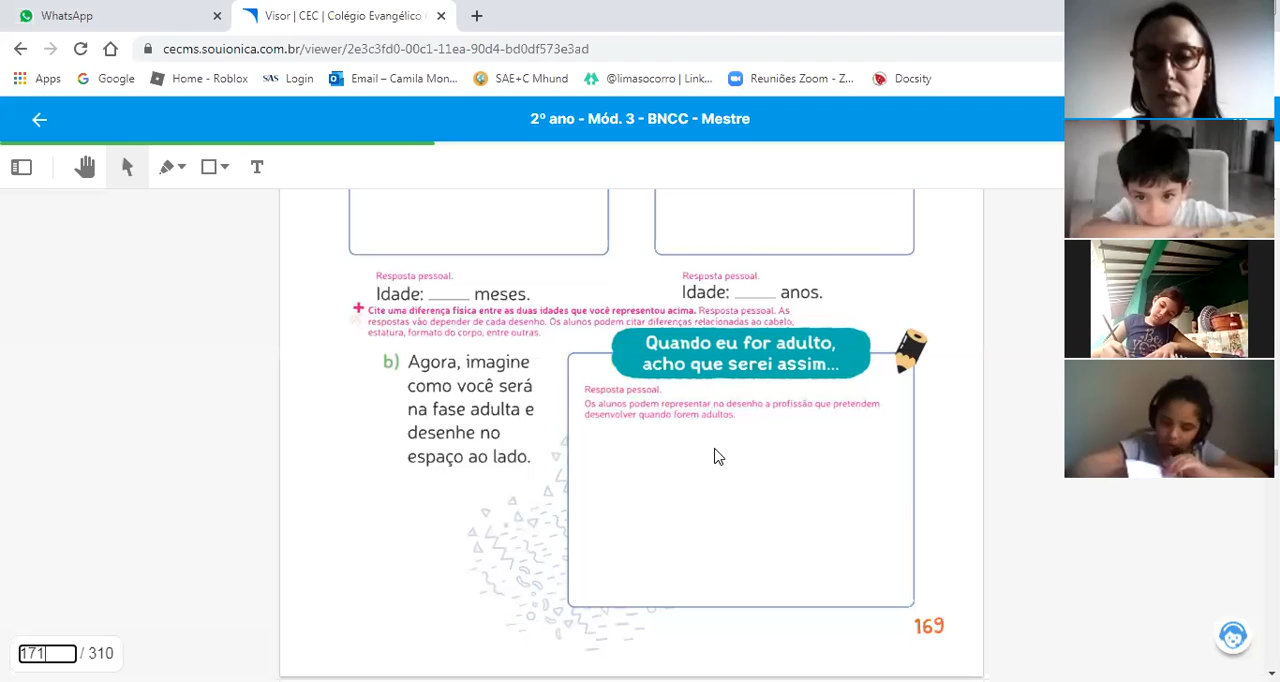 WhatsApp
Visor | CEC | Colégio Evangélico
cecms.souionica.com.br/viewer/2e3c3fd0-00c1-11ea-90d4-bd0df573e3ad
Apps
Google
Home - Roblox
SAS Login
Email – Camila Mon...
SAE+C Mhund
@limasocorro | Link...
Reuniões Zoom - Z...
Docsity
2º ano - Mód. 3 - BNCC - Mestre
T
Resposta pessoal.
Idade: _____ meses.
Resposta pessoal.
Idade: _____ anos.
+ Cite uma diferença física entre as duas idades que você representou acima. Resposta pessoal. As
respostas vão depender de cada desenho. Os alunos podem citar diferenças relacionadas ao cabelo,
estatura, formato do corpo, entre outras.
b) Agora, imagine
como você será
na fase adulta e
desenhe no
espaço ao lado.
Quando eu for adulto,
acho que serei assim...
Resposta pessoal.
Os alunos podem representar no desenho a profissão que pretendem
desenvolver quando forem adultos.
169
171 / 310